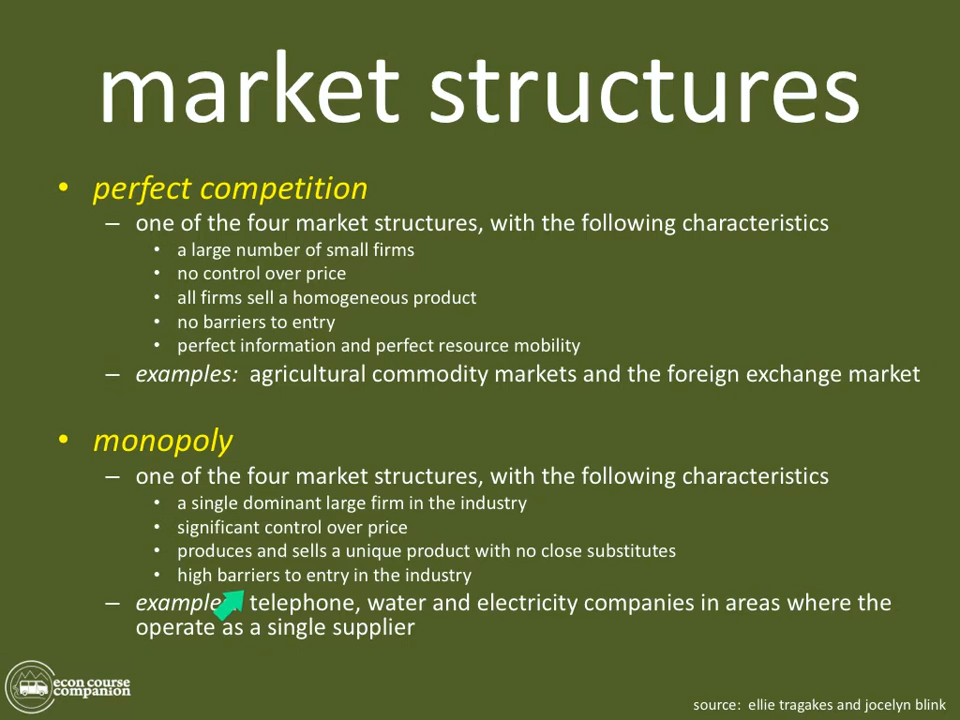 market structures
• perfect competition
– one of the four market structures, with the following characteristics
• a large number of small firms
• no control over price
• all firms sell a homogeneous product
• no barriers to entry
• perfect information and perfect resource mobility
– examples: agricultural commodity markets and the foreign exchange market
• monopoly
– one of the four market structures, with the following characteristics
• a single dominant large firm in the industry
• significant control over price
• produces and sells a unique product with no close substitutes
• high barriers to entry in the industry
– examples: telephone, water and electricity companies in areas where the
operate as a single supplier
econ course
companion
source: ellie tragakes and jocelyn blink